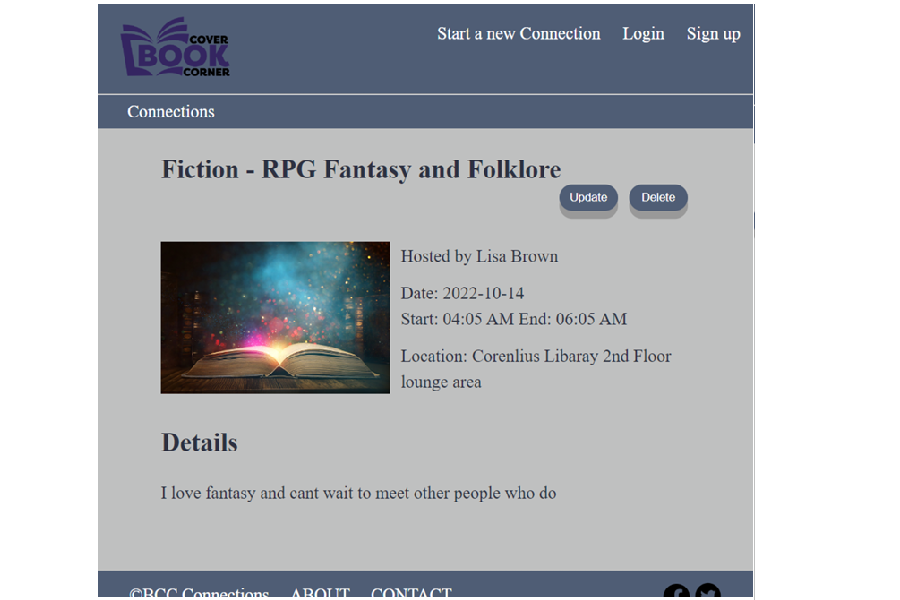 COVER
BOOK
CORNER
Start a new Connection Login Sign up
Connections
Fiction - RPG Fantasy and Folklore
Update Delete
Hosted by Lisa Brown
Date: 2022-10-14
Start: 04:05 AM End: 06:05 AM
Location: Corenlius Libaray 2nd Floor
lounge area
Details
I love fantasy and cant wait to meet other people who do
©BCC Connections ABOUT CONTACT